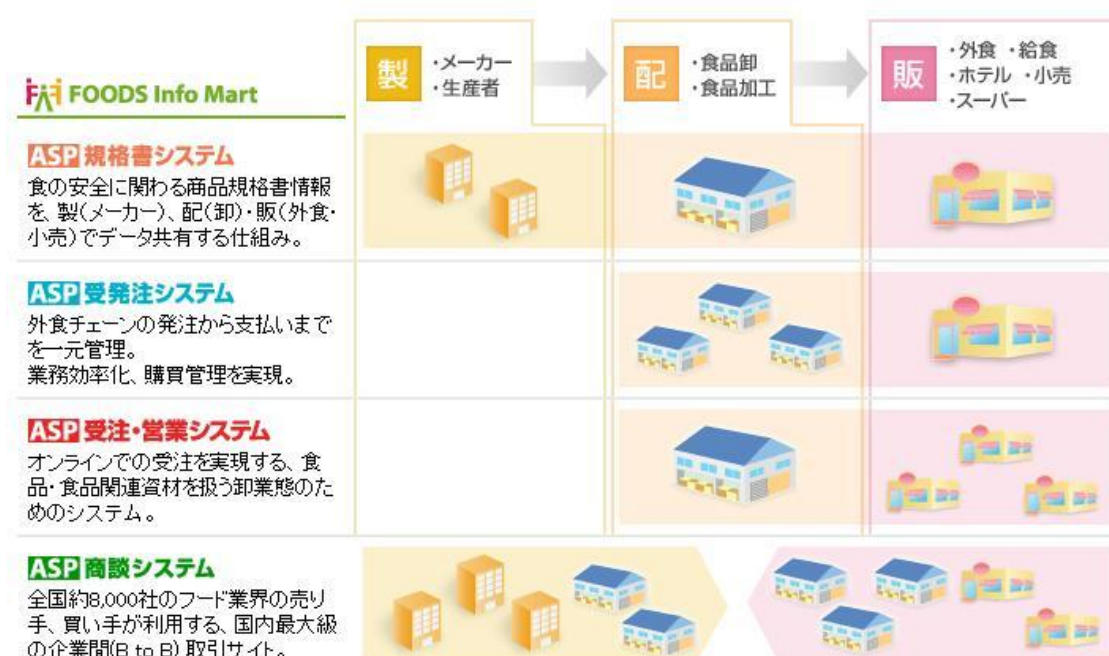 製
・メーカー
・生産者
配
・食品卸
・食品加工
販
・外食 ・給食
・ホテル ・小売
・スーパー
FOODS Info Mart
ASP 規格書システム
食の安全に関わる商品規格書情報
を、製(メーカー)、配(卸)・販(外食・
小売)でデータ共有する仕組み。
ASP 受発注システム
外食チェーンの発注から支払いまで
を一元管理。
業務効率化、購買管理を実現。
ASP 受注・営業システム
オンラインでの受注を実現する、食
品・食品関連資材を扱う卸業態のた
めのシステム。
ASP 商談システム
全国約8,000社のフード業界の売り
手、買い手が利用する、国内最大級
の企業間(B to B) 取引サイト。